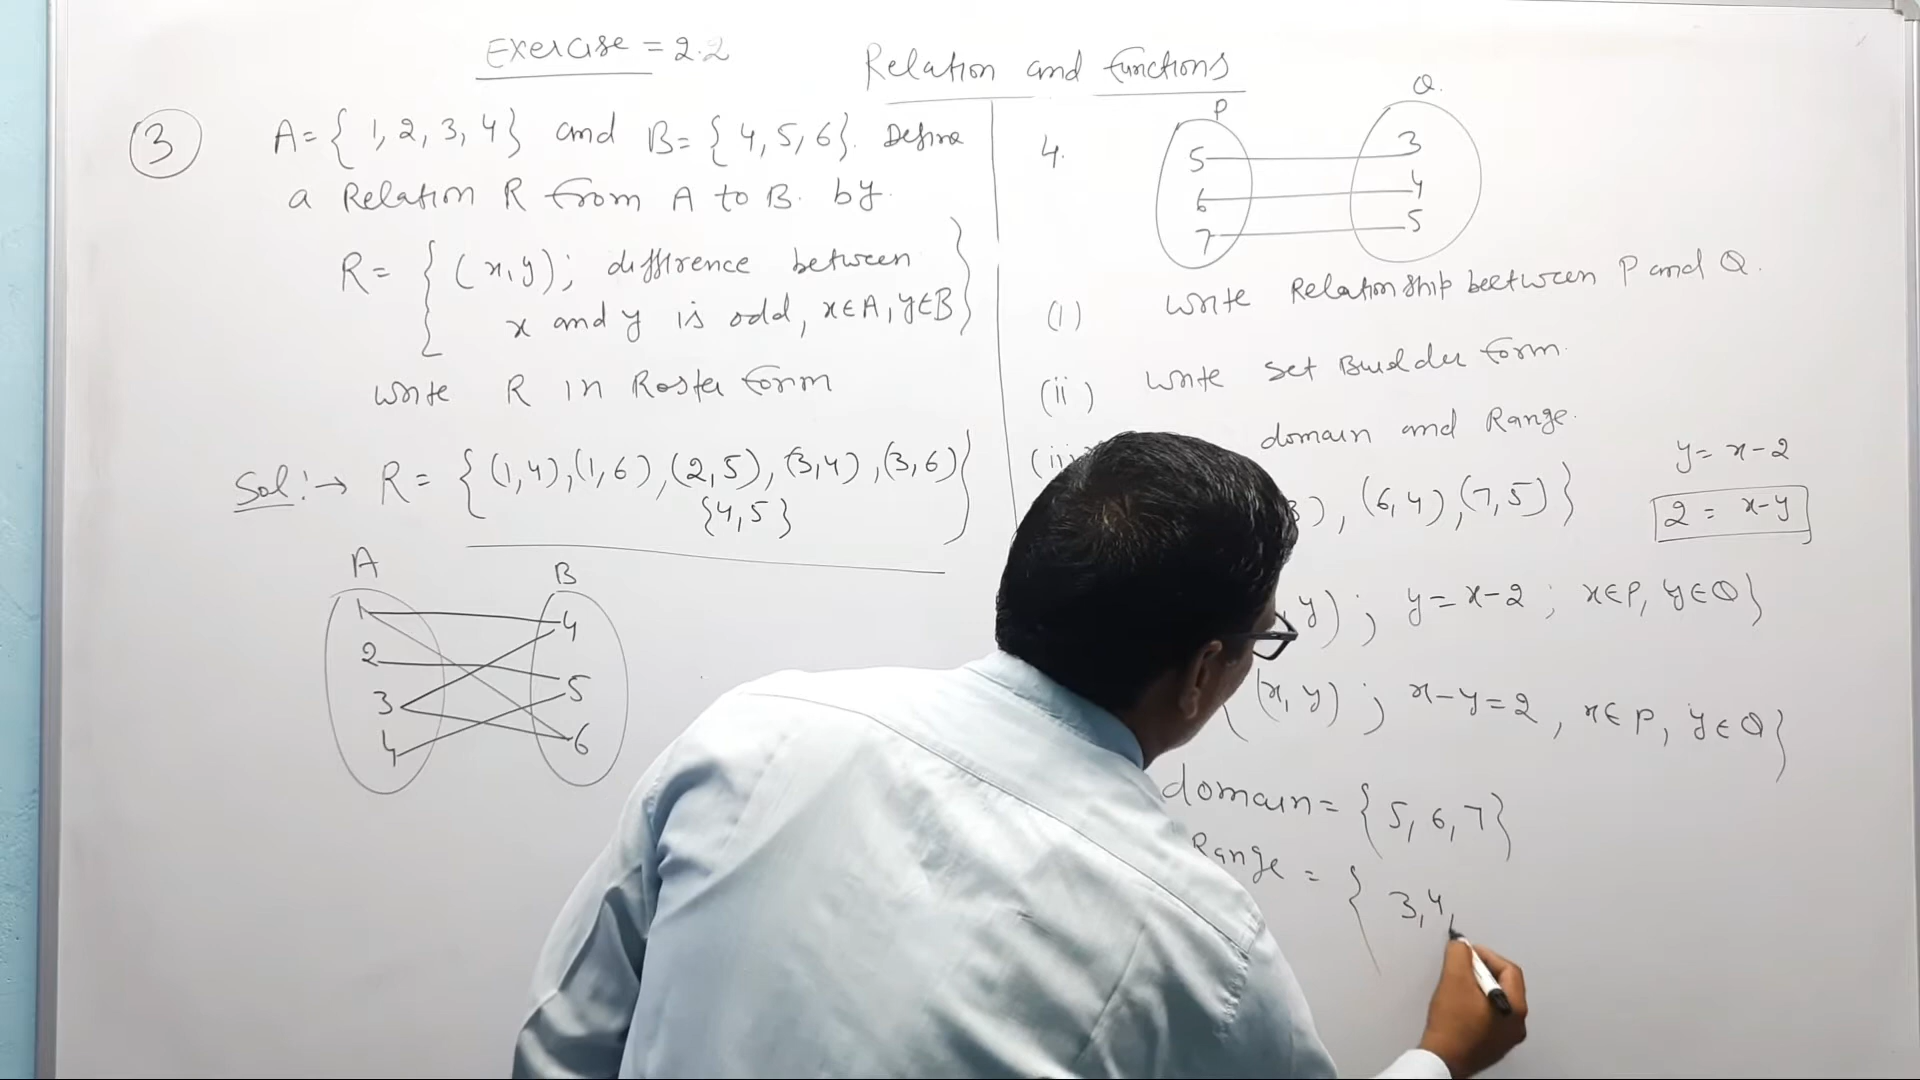 Exercise = 2.2
Relation and functions
3
A = { 1, 2, 3, 4 } and B = { 4, 5, 6 }. Define
a Relation R from A to B. by.
R = { (x, y); difference between
x and y is odd, x∈A, y∈B }
Write R in Roster form
Sol:→ R = { (1,4), (1,6), (2,5), (3,4), (3,6)
{4,5} }
A B
1 4
2 5
3 6
4
4.
P Q.
5 3
6 4
7 5
(i) Write Relationship beetween P and Q.
(ii) Write Set Builder form.
domain and Range.
, (6,4), (7,5) }
y = x-2
2 = x-y
y); y = x-2; x∈P, y∈Q }
{ (x, y); x-y=2, x∈P, y∈Q }
domain = { 5, 6, 7 }
Range = { 3, 4,